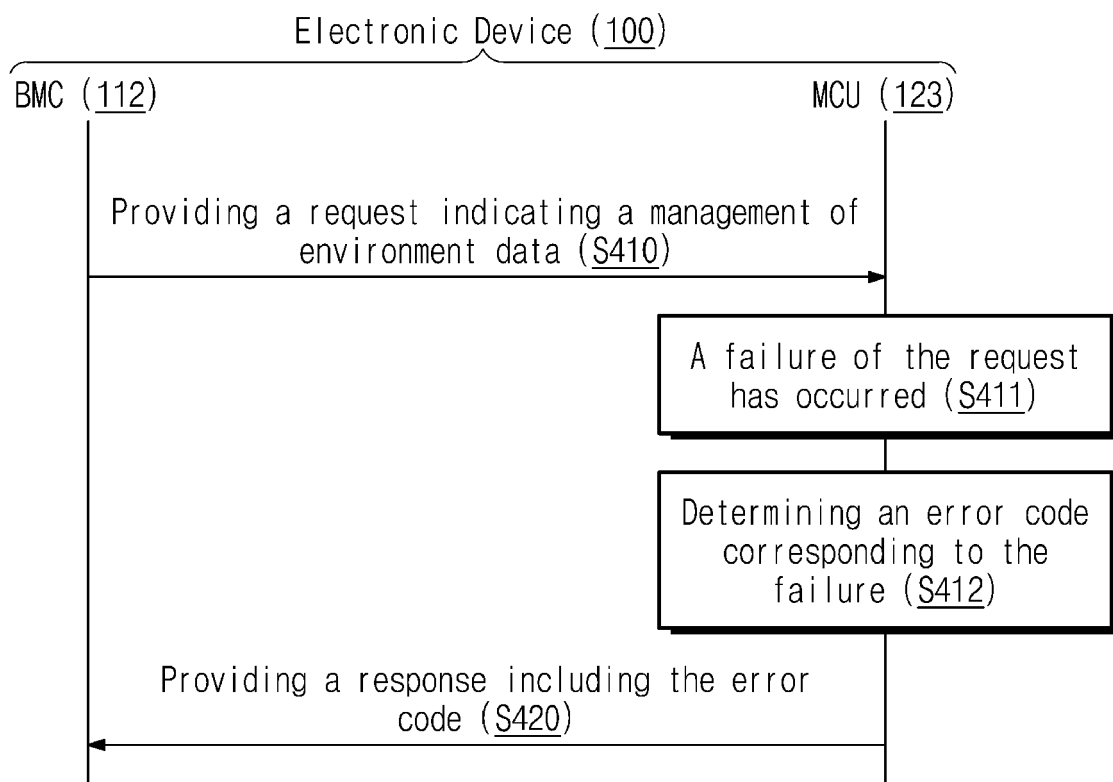 Electronic Device (100)
BMC (112)
MCU (123)
Providing a request indicating a management of
environment data (S410)
A failure of the request
has occurred (S411)
Determining an error code
corresponding to the
failure (S412)
Providing a response including the error
code (S420)